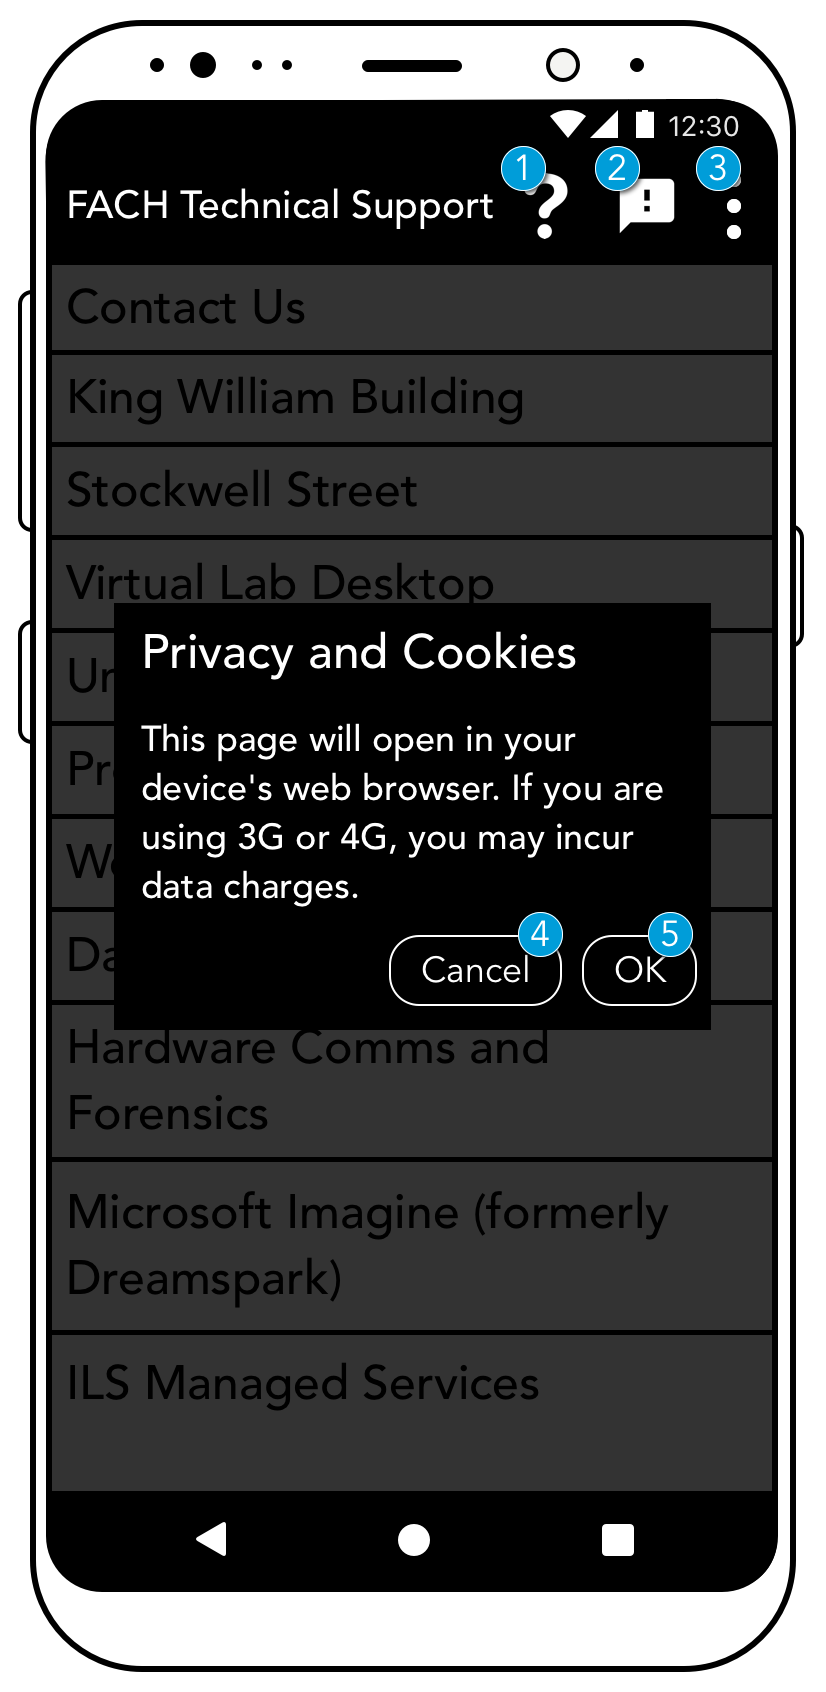 12:30
1 2 3
FACH Technical Support
Contact Us
King William Building
Stockwell Street
Virtual Lab Desktop
Privacy and Cookies
This page will open in your
device's web browser. If you are
using 3G or 4G, you may incur
data charges.
4 5
Cancel OK
Hardware Comms and
Forensics
Microsoft Imagine (formerly
Dreamspark)
ILS Managed Services